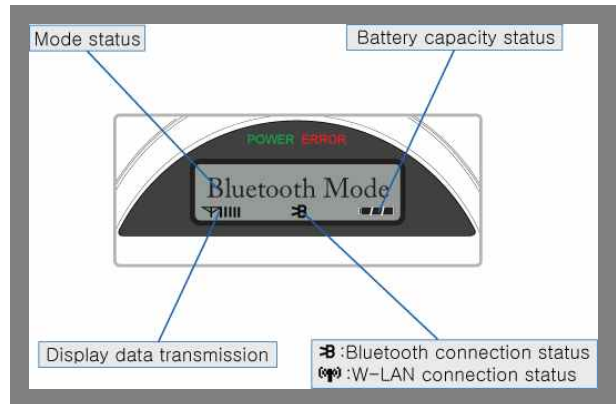 Mode status
Battery capacity status
POWER ERROR
Bluetooth Mode
Display data transmission
:Bluetooth connection status
:W-LAN connection status